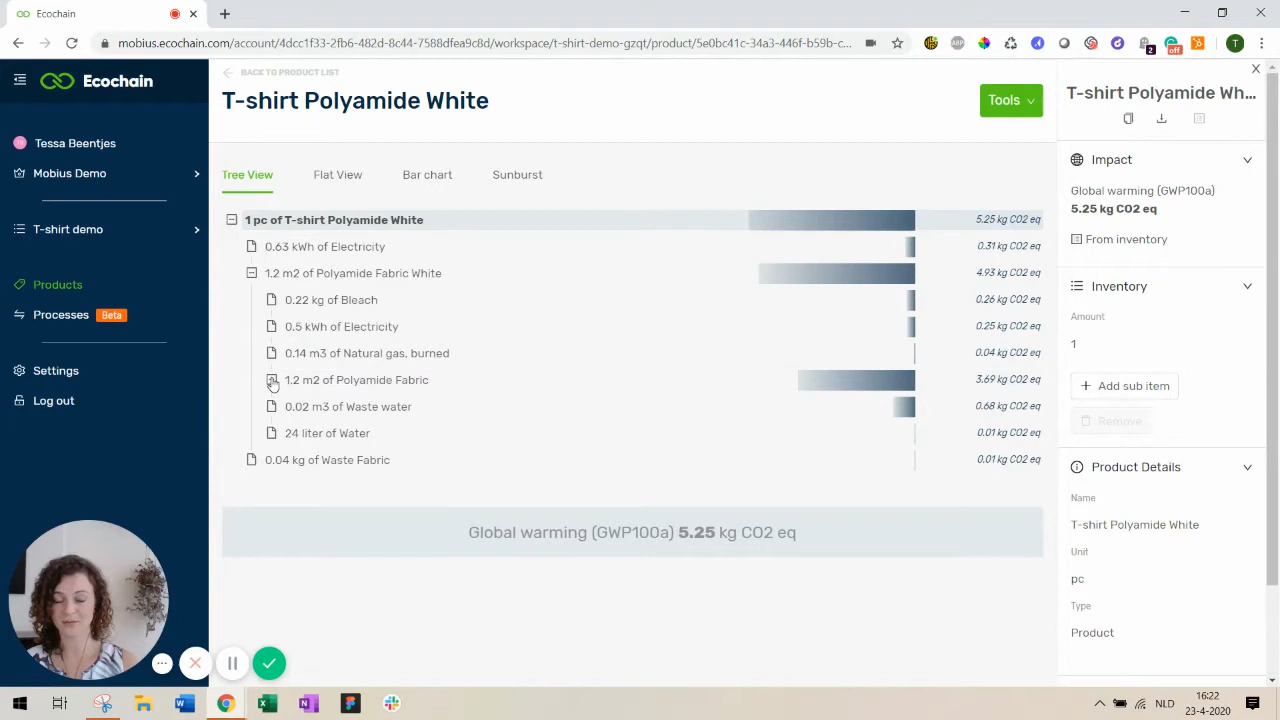 Ecochain
mobius.ecochain.com/account/4dcc1f33-2fb6-482d-8c44-7588dfeadc8d/workspace/t-shirt-demo-gzqt/product/5e0bc41c-34a3-446f-b59b-c...
ABP
2
off
T
Ecochain
Tessa Beentjes
Mobius Demo
T-shirt demo
Products
Processes Beta
Settings
Log out
BACK TO PRODUCT LIST
T-shirt Polyamide White
Tools
Tree View Flat View Bar chart Sunburst
1 pc of T-shirt Polyamide White 5.25 kg CO2 eq
0.63 kWh of Electricity 0.31 kg CO2 eq
1.2 m2 of Polyamide Fabric White 4.93 kg CO2 eq
0.22 kg of Bleach 0.26 kg CO2 eq
0.5 kWh of Electricity 0.25 kg CO2 eq
0.14 m3 of Natural gas, burned 0.04 kg CO2 eq
1.2 m2 of Polyamide Fabric 3.69 kg CO2 eq
0.02 m3 of Waste water 0.68 kg CO2 eq
24 liter of Water 0.01 kg CO2 eq
0.04 kg of Waste Fabric 0.01 kg CO2 eq
Global warming (GWP100a) 5.25 kg CO2 eq
T-shirt Polyamide Wh...
Impact
Global warming (GWP100a)
5.25 kg CO2 eq
From inventory
Inventory
Amount
1
+ Add sub item
Remove
Product Details
Name
T-shirt Polyamide White
Unit
pc
Type
Product
NLD
16:22
23-4-2020